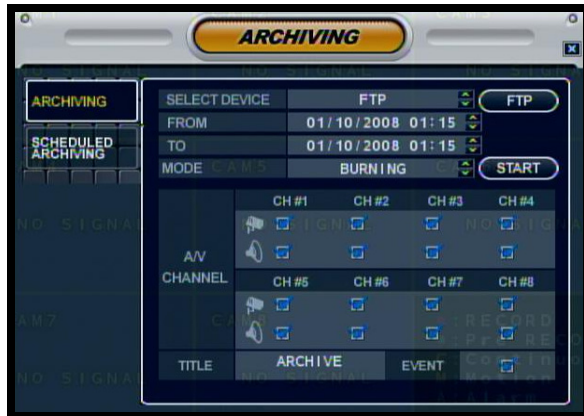 ARCHIVING
NO SIGNAL
ARCHIVING
SCHEDULED
ARCHIVING
SELECT DEVICE FTP FTP
FROM 01/10/2008 01:15
TO 01/10/2008 01:15
MODE BURNING START
CAM5
CH #1 CH #2 CH #3 CH #4
NO SIGNAL
A/V
CHANNEL
CH #5 CH #6 CH #7 CH #8
CAM7
: RECORD
TITLE ARCHIVE EVENT
NO SIGNAL